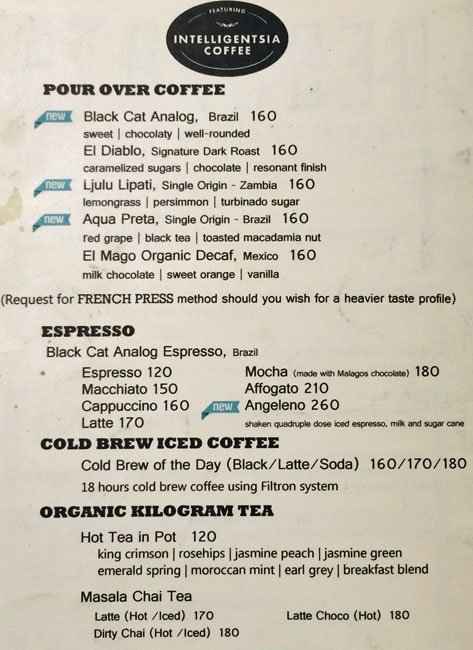 FEATURING
INTELLIGENTSIA
COFFEE
POUR OVER COFFEE
new Black Cat Analog, Brazil 160
sweet | chocolaty | well-rounded
El Diablo, Signature Dark Roast 160
caramelized sugars | chocolate | resonant finish
new Ljulu Lipati, Single Origin - Zambia 160
lemongrass | persimmon | turbinado sugar
new Aqua Preta, Single Origin - Brazil 160
red grape | black tea | toasted macadamia nut
El Mago Organic Decaf, Mexico 160
milk chocolate | sweet orange | vanilla
(Request for FRENCH PRESS method should you wish for a heavier taste profile)
ESPRESSO
Black Cat Analog Espresso, Brazil
Espresso 120 Mocha (made with Malagos chocolate) 180
Macchiato 150 Affogato 210
Cappuccino 160 new Angeleno 260
Latte 170 shaken quadruple dose iced espresso, milk and sugar cane
COLD BREW ICED COFFEE
Cold Brew of the Day (Black/Latte/Soda) 160/170/180
18 hours cold brew coffee using Filtron system
ORGANIC KILOGRAM TEA
Hot Tea in Pot 120
king crimson | rosehips | jasmine peach | jasmine green
emerald spring | moroccan mint | earl grey | breakfast blend
Masala Chai Tea
Latte (Hot /Iced) 170 Latte Choco (Hot) 180
Dirty Chai (Hot /Iced) 180